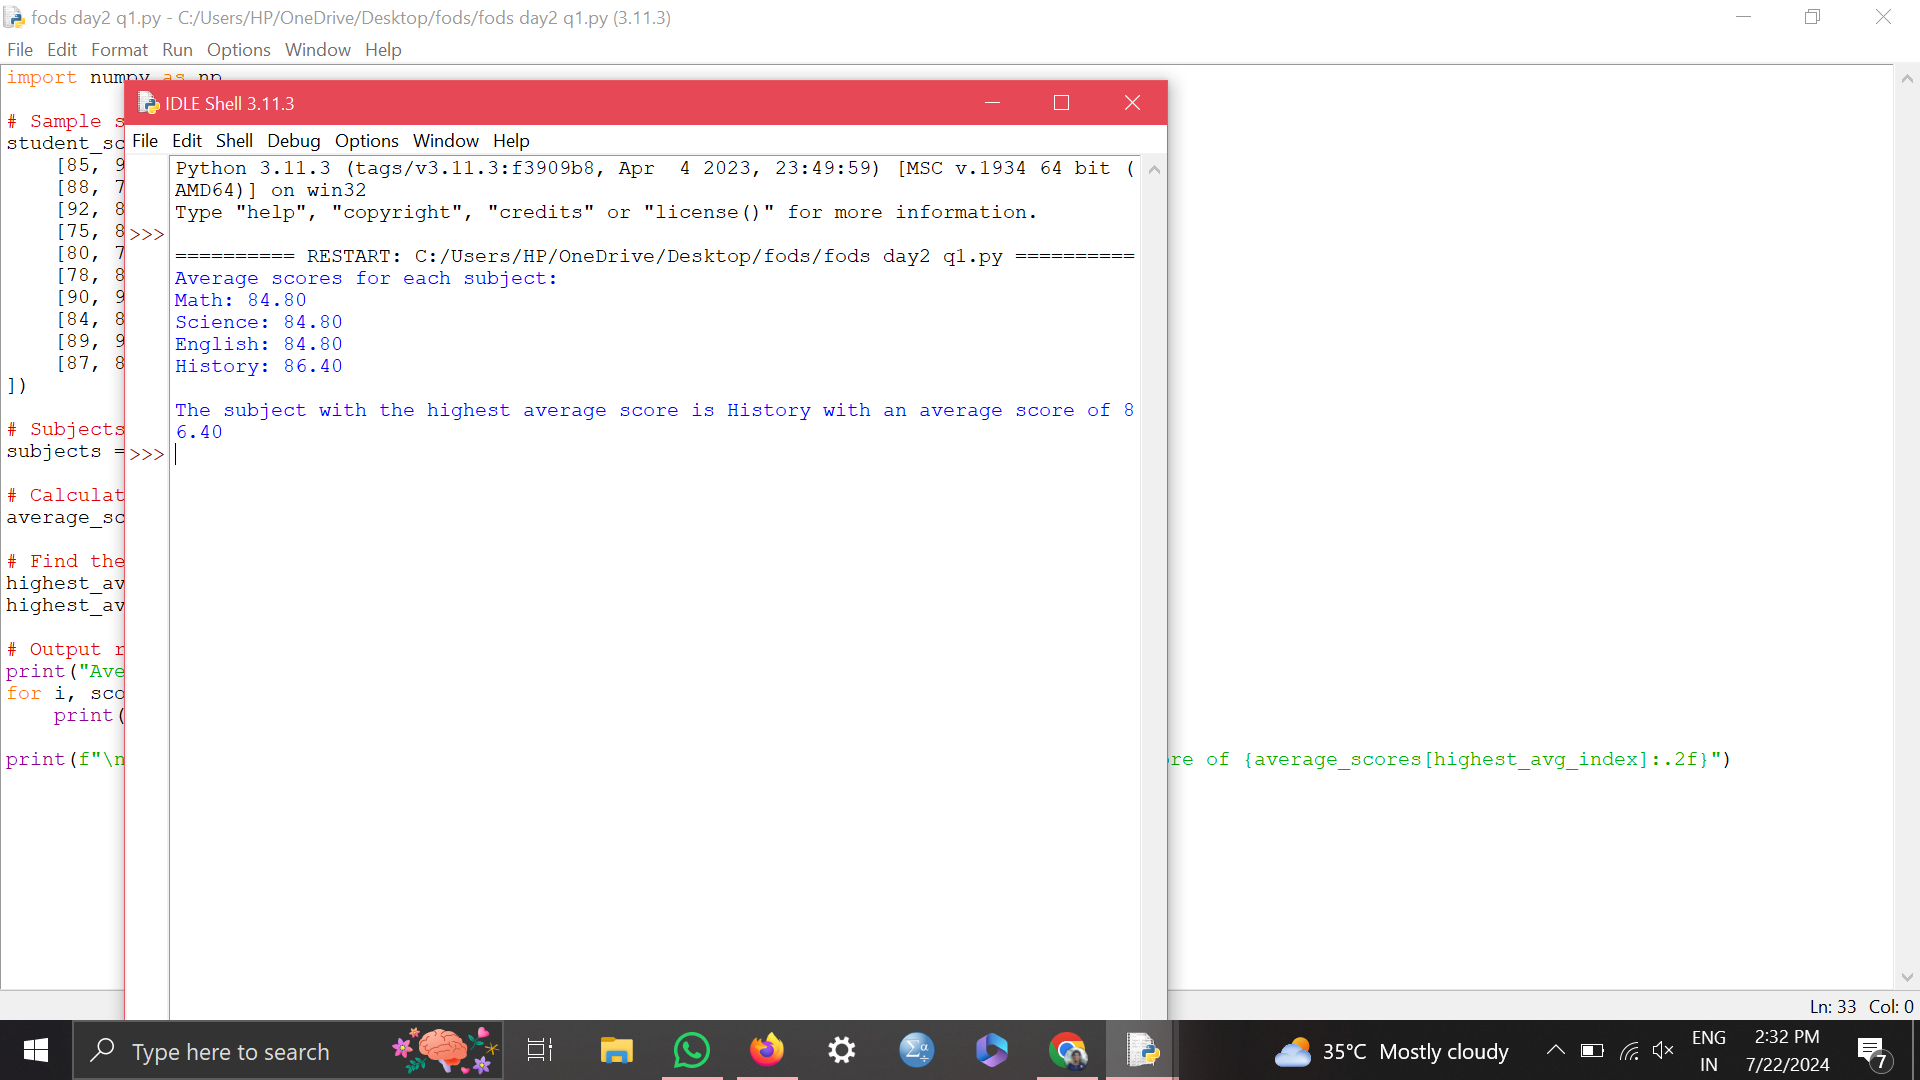 fods day2 q1.py - C:/Users/HP/OneDrive/Desktop/fods/fods day2 q1.py (3.11.3)
File Edit Format Run Options Window Help
import numpy as np
# Sample s
student_sc
[85, 9
[88, 7
[92, 8
[75, 8
[80, 7
[78, 8
[90, 9
[84, 8
[89, 9
[87, 8
])
# Subjects
subjects =
# Calculat
average_sc
# Find the
highest_av
highest_av
# Output r
print("Ave
for i, sco
print(
print(f"\n
re of {average_scores[highest_avg_index]:.2f}")
IDLE Shell 3.11.3
File Edit Shell Debug Options Window Help
Python 3.11.3 (tags/v3.11.3:f3909b8, Apr  4 2023, 23:49:59) [MSC v.1934 64 bit (
AMD64)] on win32
Type "help", "copyright", "credits" or "license()" for more information.
>>>
========== RESTART: C:/Users/HP/OneDrive/Desktop/fods/fods day2 q1.py ==========
Average scores for each subject:
Math: 84.80
Science: 84.80
English: 84.80
History: 86.40
The subject with the highest average score is History with an average score of 8
6.40
>>>
Ln: 33 Col: 0
Type here to search
35°C Mostly cloudy
ENG
IN
2:32 PM
7/22/2024
7